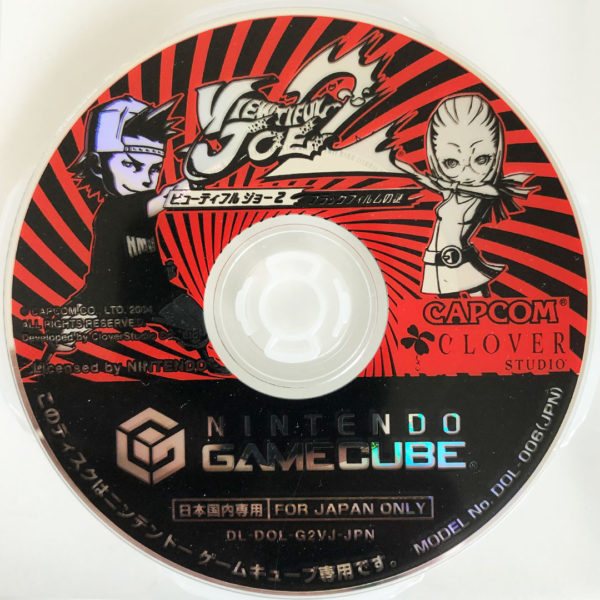 VIEWTIFUL
JOE 2
ビューティフル ジョー2
ブラックフィルムの謎
CAPCOM CO., LTD. 2004
ALL RIGHTS RESERVED.
Developed by CloverStudio
Licensed by NINTENDO
CAPCOM®
CLOVER
STUDIO
NINTENDO
GAMECUBE®
日本国内専用 FOR JAPAN ONLY
DL-DOL-G2VJ-JPN
このディスクはニンテンドー ゲームキューブ専用です。
MODEL No. DOL-006(JPN)